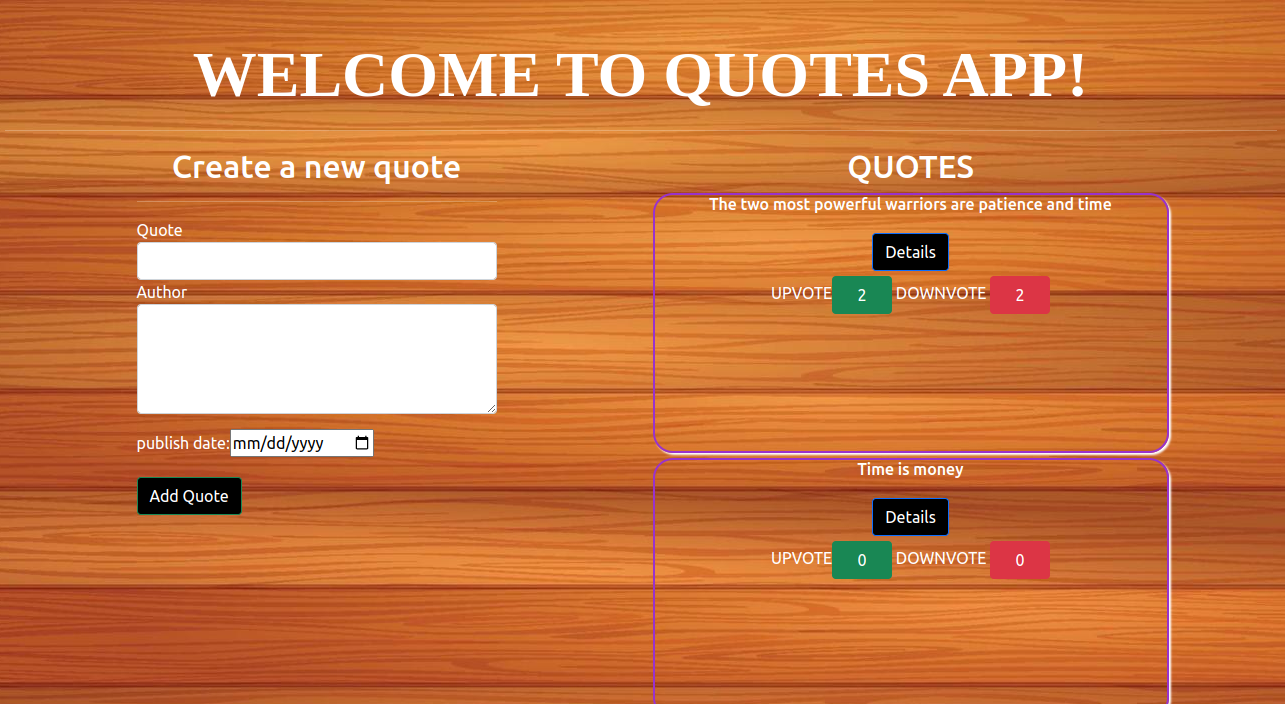 WELCOME TO QUOTES APP!
Create a new quote
Quote
Author
publish date: mm/dd/yyyy
Add Quote
QUOTES
The two most powerful warriors are patience and time
Details
UPVOTE 2 DOWNVOTE 2
Time is money
Details
UPVOTE 0 DOWNVOTE 0